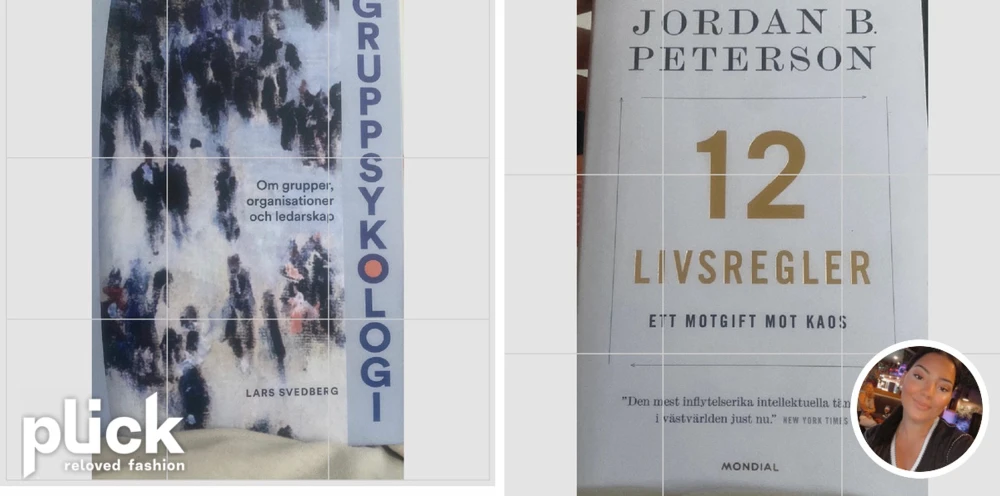 GRUPPSYKOLOGI
Om grupper,
organisationer
och ledarskap
LARS SVEDBERG
plick
reloved fashion
JORDAN B.
PETERSON
12
LIVSREGLER
ETT MOTGIFT MOT KAOS
"Den mest inflytelserika intellektuella
i västvärlden just nu." NEW YORK TIMES
MONDIAL